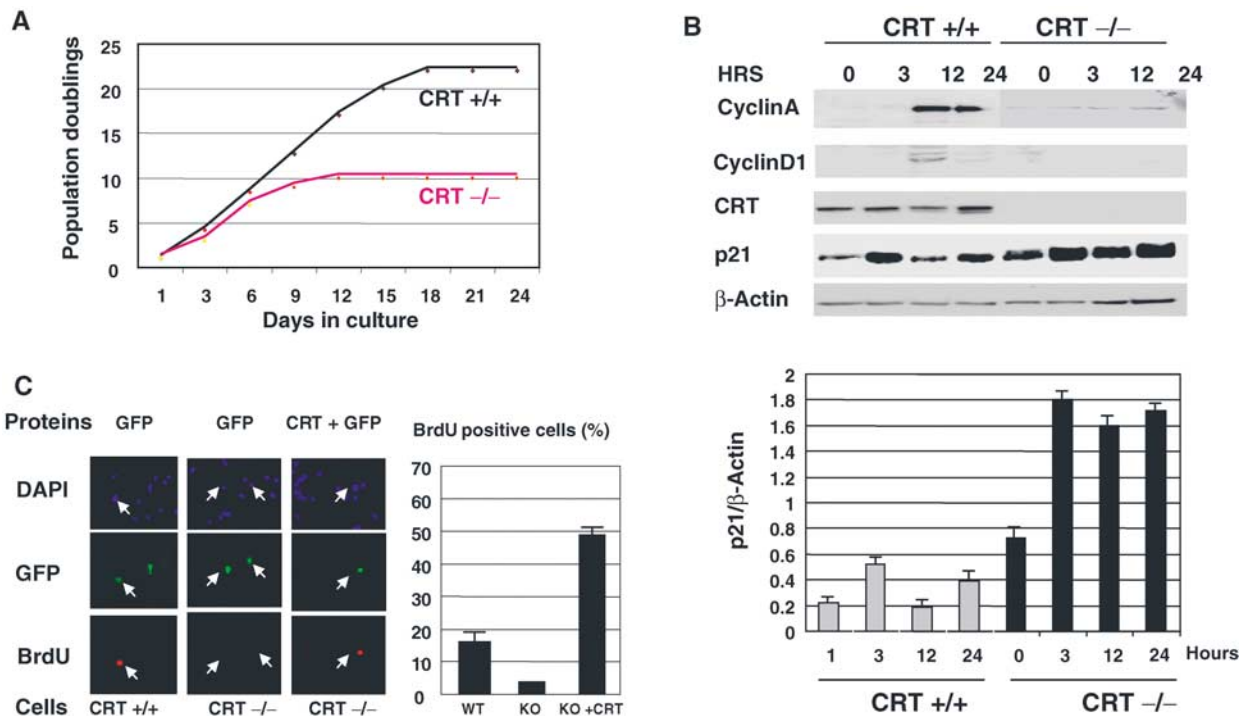 A
Population doublings
25
20
15
10
5
0
CRT +/+
CRT –/–
1 3 6 9 12 15 18 21 24
Days in culture
B
CRT +/+ CRT –/–
HRS 0 3 12 24 0 3 12 24
CyclinA
CyclinD1
CRT
p21
β-Actin
p21/β-Actin
2
1.8
1.6
1.4
1.2
1
0.8
0.6
0.4
0.2
0
1 3 12 24 0 3 12 24 Hours
CRT +/+ CRT –/–
C
Proteins GFP GFP CRT + GFP
DAPI
GFP
BrdU
Cells CRT +/+ CRT –/– CRT –/–
BrdU positive cells (%)
70
60
50
40
30
20
10
0
WT KO KO +CRT